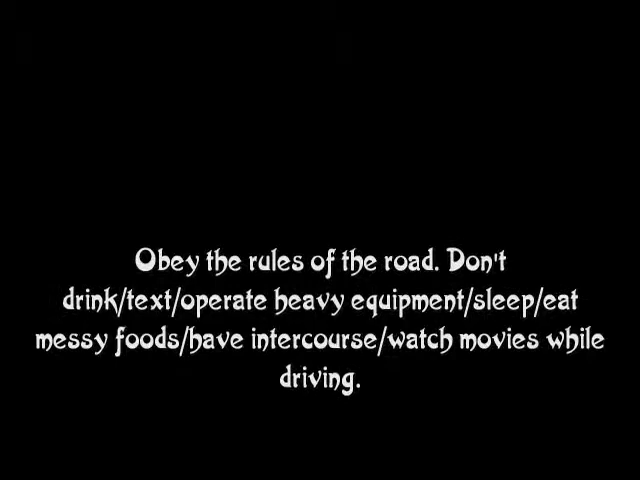 Obey the rules of the road. Don't
drink/text/operate heavy equipment/sleep/eat
messy foods/have intercourse/watch movies while
driving.